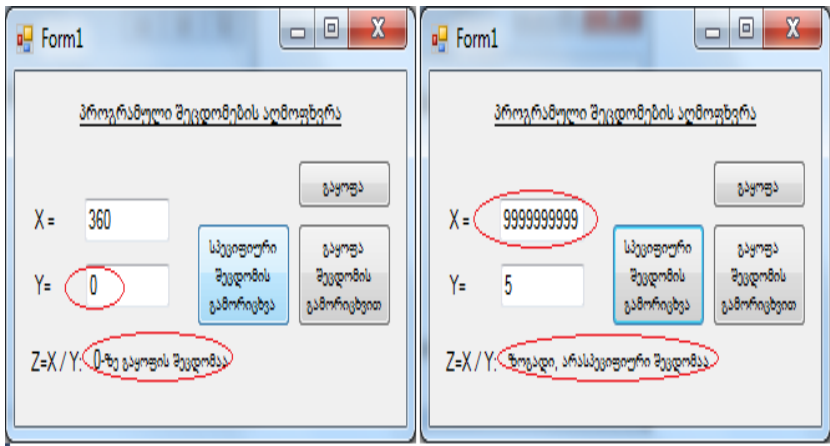 Form1
პროგრამული შეცდომების აღმოფხვრა
გაყოფა
X = 360
სპეციფიური
შეცდომის
გამორიცხვა
გაყოფა
შეცდომის
გამორიცხვით
Y= 0
Z=X / Y: 0-ზე გაყოფის შეცდომაა
Form1
პროგრამული შეცდომების აღმოფხვრა
გაყოფა
X = 9999999999
სპეციფიური
შეცდომის
გამორიცხვა
გაყოფა
შეცდომის
გამორიცხვით
Y= 5
Z=X / Y: ზოგადი, არასპეციფიური შეცდომაა